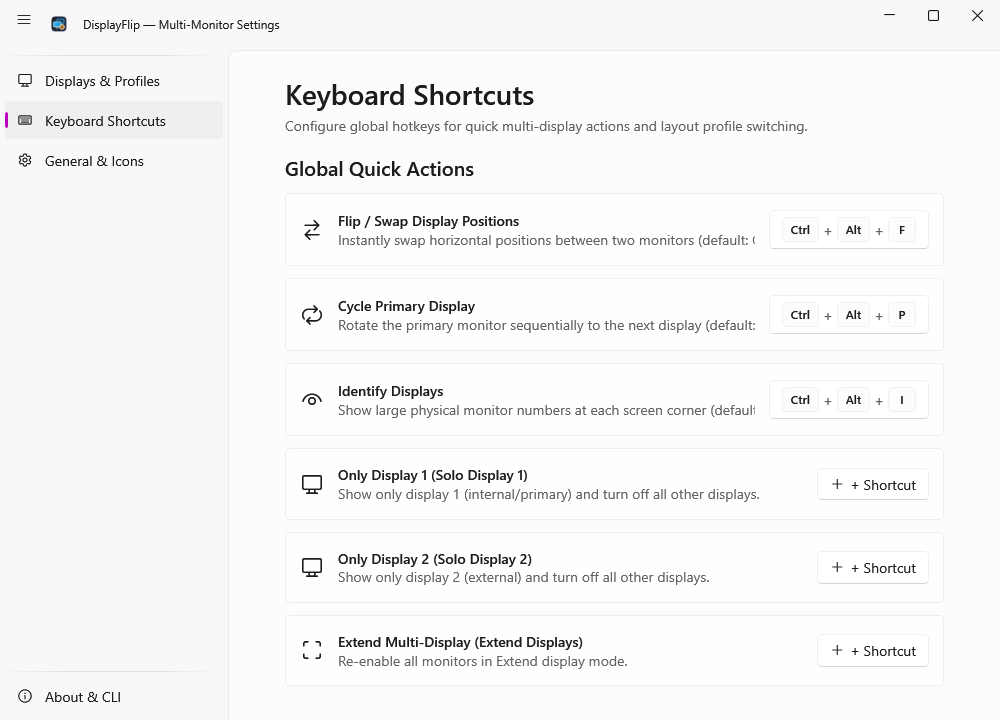 DisplayFlip — Multi-Monitor Settings
Displays & Profiles
Keyboard Shortcuts
General & Icons
About & CLI
Keyboard Shortcuts
Configure global hotkeys for quick multi-display actions and layout profile switching.
Global Quick Actions
Flip / Swap Display Positions
Instantly swap horizontal positions between two monitors (default:
Ctrl + Alt + F
Cycle Primary Display
Rotate the primary monitor sequentially to the next display (default:
Ctrl + Alt + P
Identify Displays
Show large physical monitor numbers at each screen corner (default
Ctrl + Alt + I
Only Display 1 (Solo Display 1)
Show only display 1 (internal/primary) and turn off all other displays.
+ Shortcut
Only Display 2 (Solo Display 2)
Show only display 2 (external) and turn off all other displays.
+ Shortcut
Extend Multi-Display (Extend Displays)
Re-enable all monitors in Extend display mode.
+ Shortcut